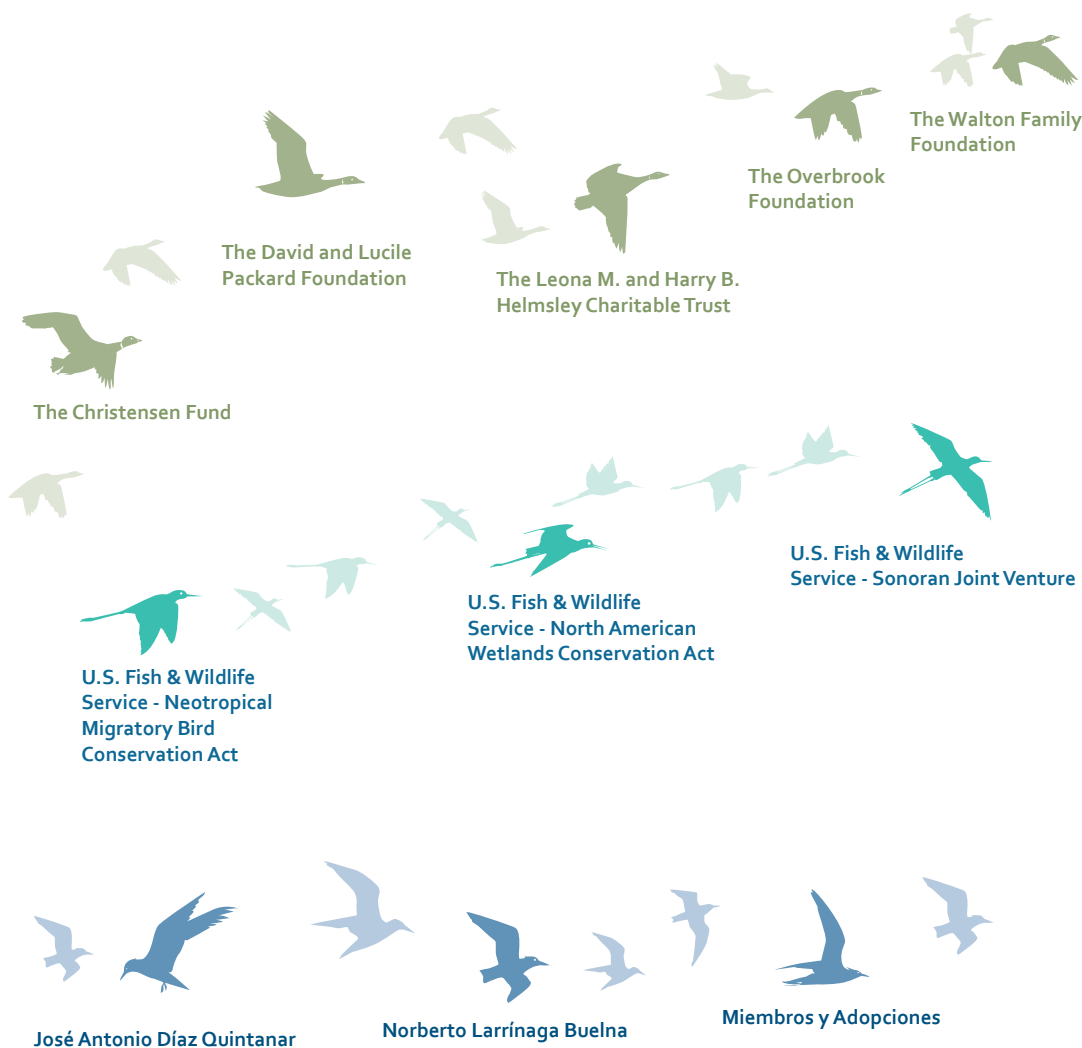 The Walton Family
Foundation
The Overbrook
Foundation
The David and Lucile
Packard Foundation
The Leona M. and Harry B.
Helmsley Charitable Trust
The Christensen Fund
U.S. Fish & Wildlife
Service - Sonoran Joint Venture
U.S. Fish & Wildlife
Service - North American
Wetlands Conservation Act
U.S. Fish & Wildlife
Service - Neotropical
Migratory Bird
Conservation Act
José Antonio Díaz Quintanar
Norberto Larrínaga Buelna
Miembros y Adopciones